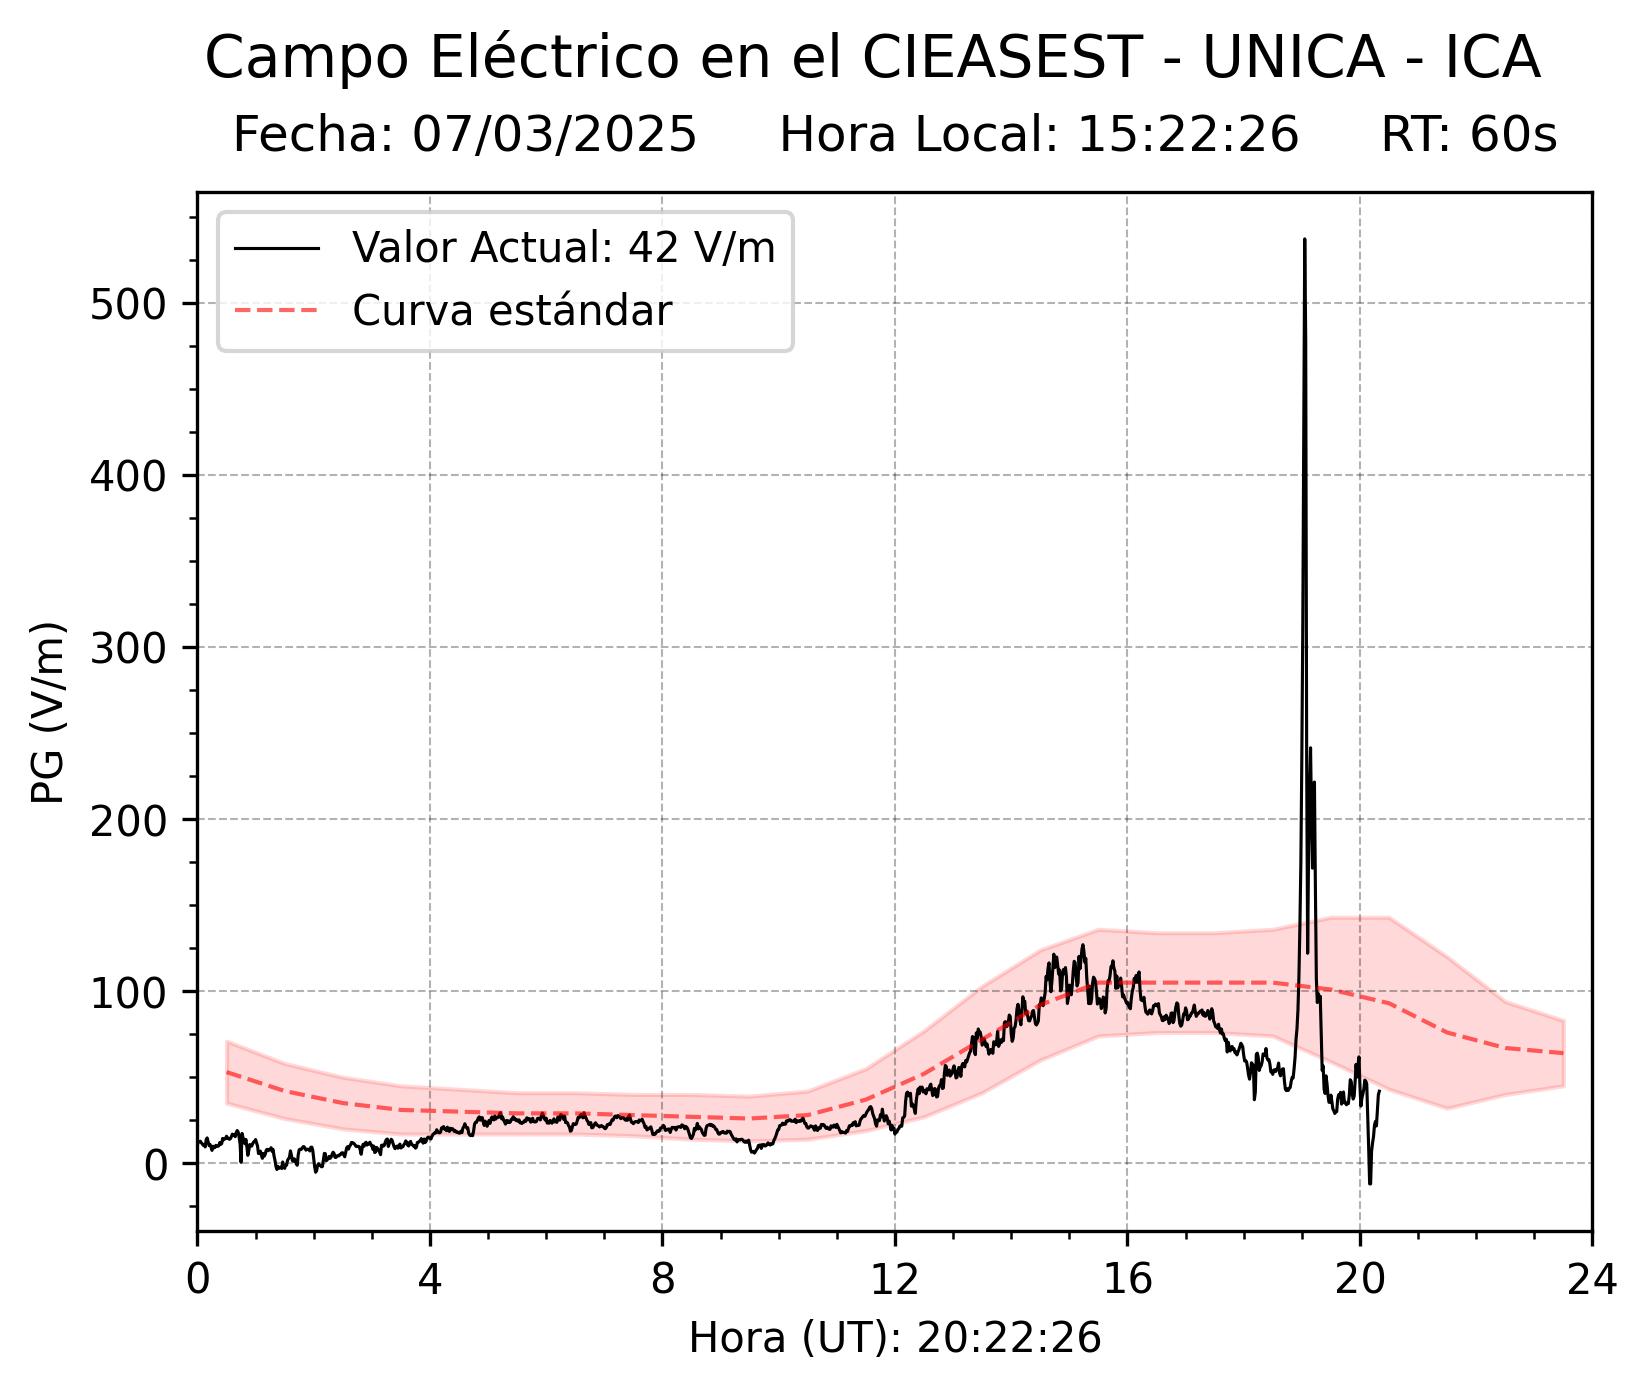 Campo Eléctrico en el CIEASEST - UNICA - ICA
Fecha: 07/03/2025 Hora Local: 15:22:26 RT: 60s
Valor Actual: 42 V/m
Curva estándar
500
400
300
200
100
0
PG (V/m)
0 4 8 12 16 20 24
Hora (UT): 20:22:26